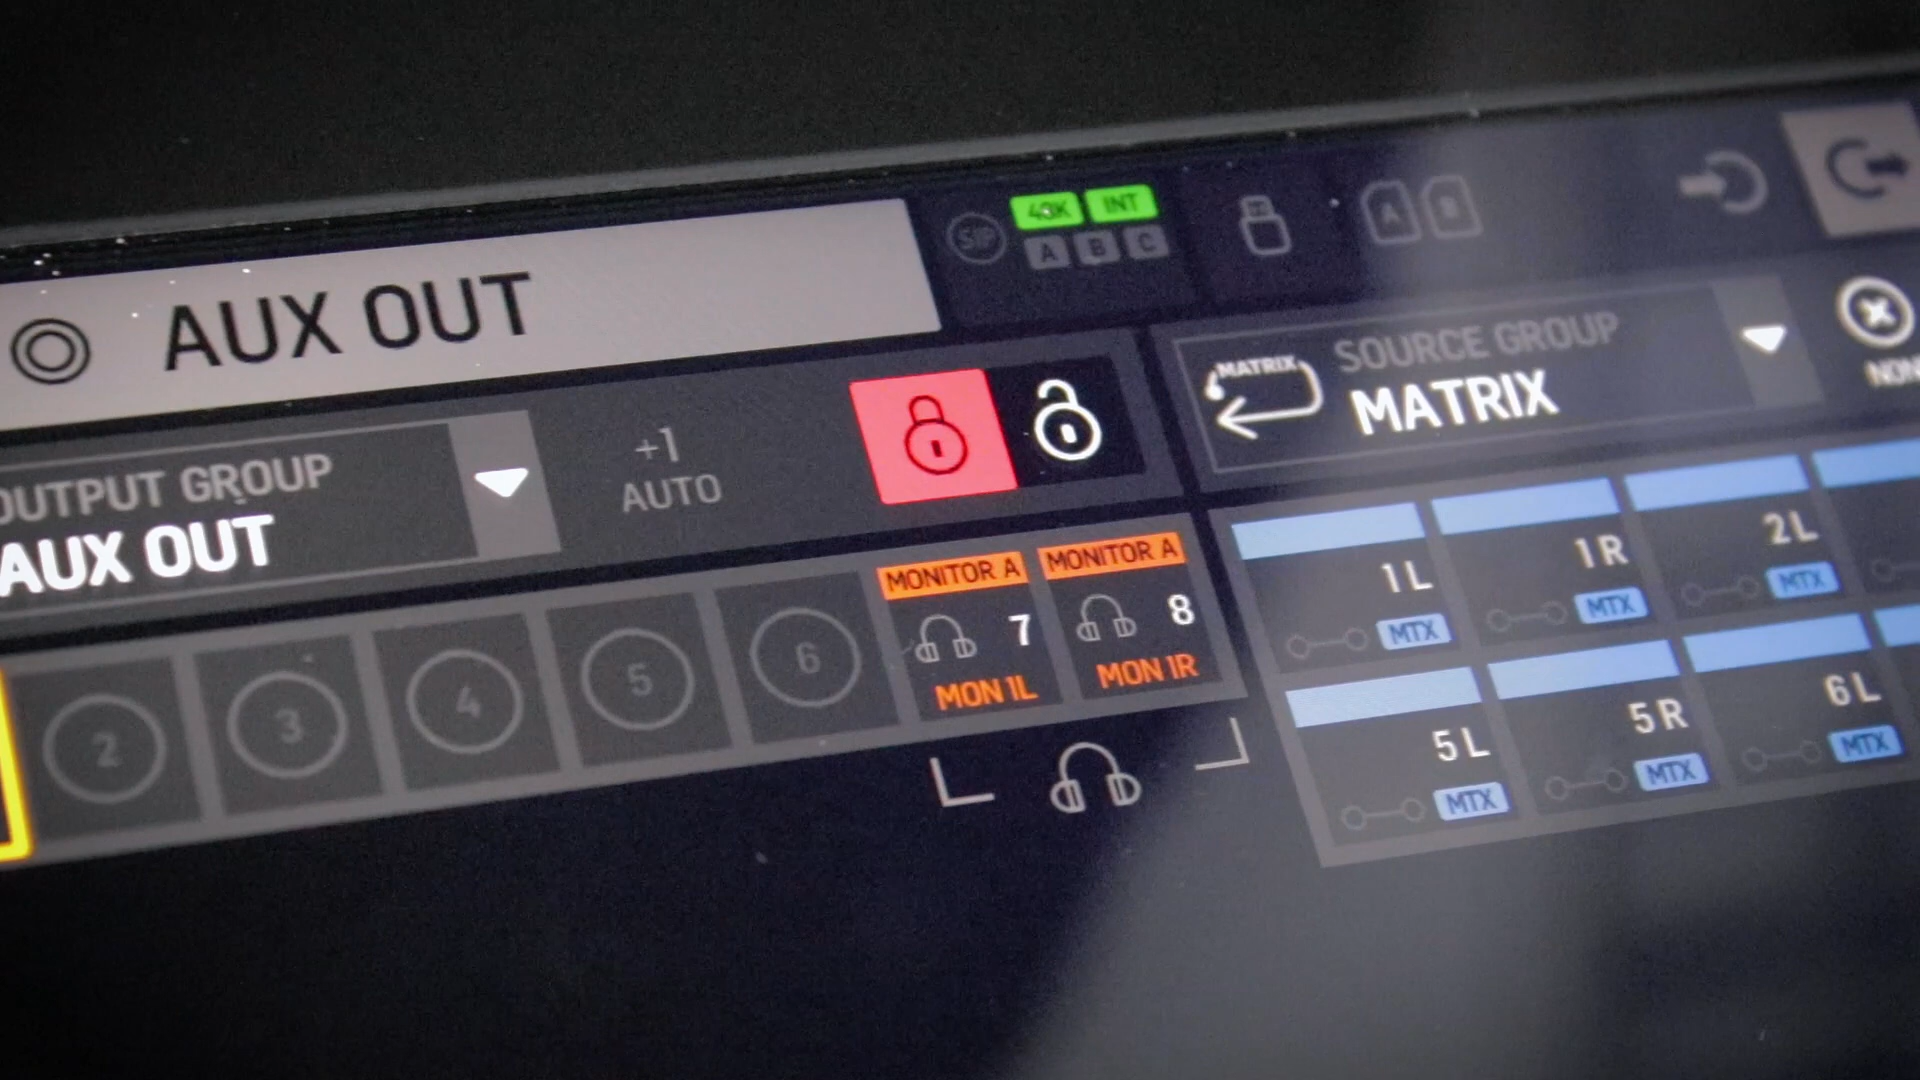 AUX OUT
SIP
48K INT
A B C
A B
OUTPUT GROUP
AUX OUT
+1
AUTO
MATRIX
SOURCE GROUP
MATRIX
2
3
4
5
6
MONITOR A
7
MON 1L
MONITOR A
8
MON 1R
1L
MTX
1R
MTX
2L
MTX
5L
MTX
5R
MTX
6L
MTX